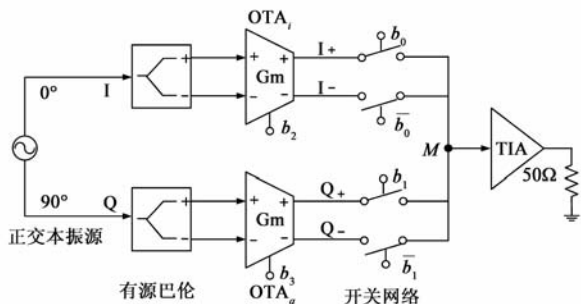 OTA_i
I+
b_0
0°
I
+
+
+
+
Gm
I-
-
-
-
-
b_2
b̄_0
M
TIA
50Ω
90°
Q
+
+
+
Q+
b_1
Gm
Q-
-
-
-
-
b_3
b̄_1
正交本振源
有源巴伦
OTA_q
开关网络